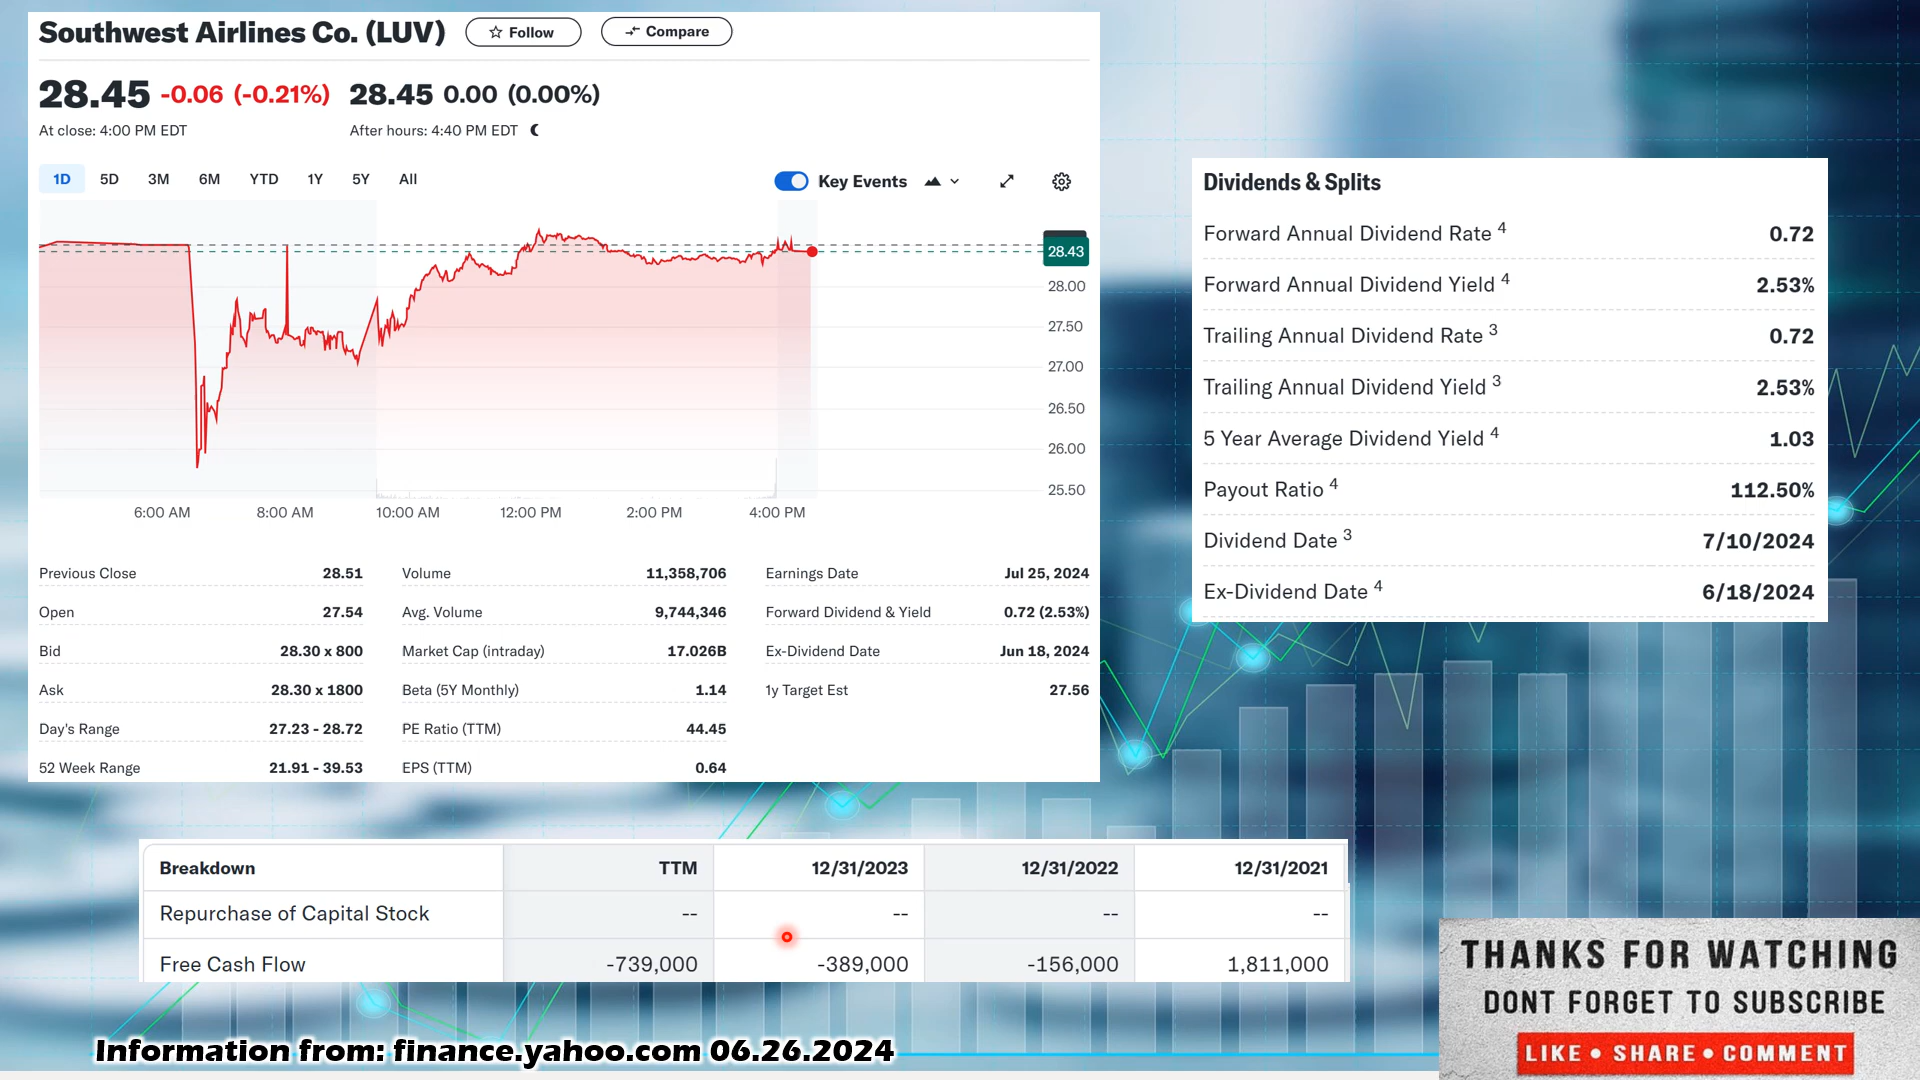 Southwest Airlines Co. (LUV)
Follow
Compare
28.45 -0.06 (-0.21%) 28.45 0.00 (0.00%)
At close: 4:00 PM EDT After hours: 4:40 PM EDT
1D 5D 3M 6M YTD 1Y 5Y All
Key Events
28.43
28.00
27.50
27.00
26.50
26.00
25.50
6:00 AM 8:00 AM 10:00 AM 12:00 PM 2:00 PM 4:00 PM
Previous Close 28.51 Volume 11,358,706 Earnings Date Jul 25, 2024
Open 27.54 Avg. Volume 9,744,346 Forward Dividend & Yield 0.72 (2.53%)
Bid 28.30 x 800 Market Cap (intraday) 17.026B Ex-Dividend Date Jun 18, 2024
Ask 28.30 x 1800 Beta (5Y Monthly) 1.14 1y Target Est 27.56
Day's Range 27.23 - 28.72 PE Ratio (TTM) 44.45
52 Week Range 21.91 - 39.53 EPS (TTM) 0.64
Dividends & Splits
Forward Annual Dividend Rate 4 0.72
Forward Annual Dividend Yield 4 2.53%
Trailing Annual Dividend Rate 3 0.72
Trailing Annual Dividend Yield 3 2.53%
5 Year Average Dividend Yield 4 1.03
Payout Ratio 4 112.50%
Dividend Date 3 7/10/2024
Ex-Dividend Date 4 6/18/2024
Breakdown TTM 12/31/2023 12/31/2022 12/31/2021
Repurchase of Capital Stock -- -- -- --
Free Cash Flow -739,000 -389,000 -156,000 1,811,000
Information from: finance.yahoo.com 06.26.2024
THANKS FOR WATCHING
DONT FORGET TO SUBSCRIBE
LIKE • SHARE • COMMENT